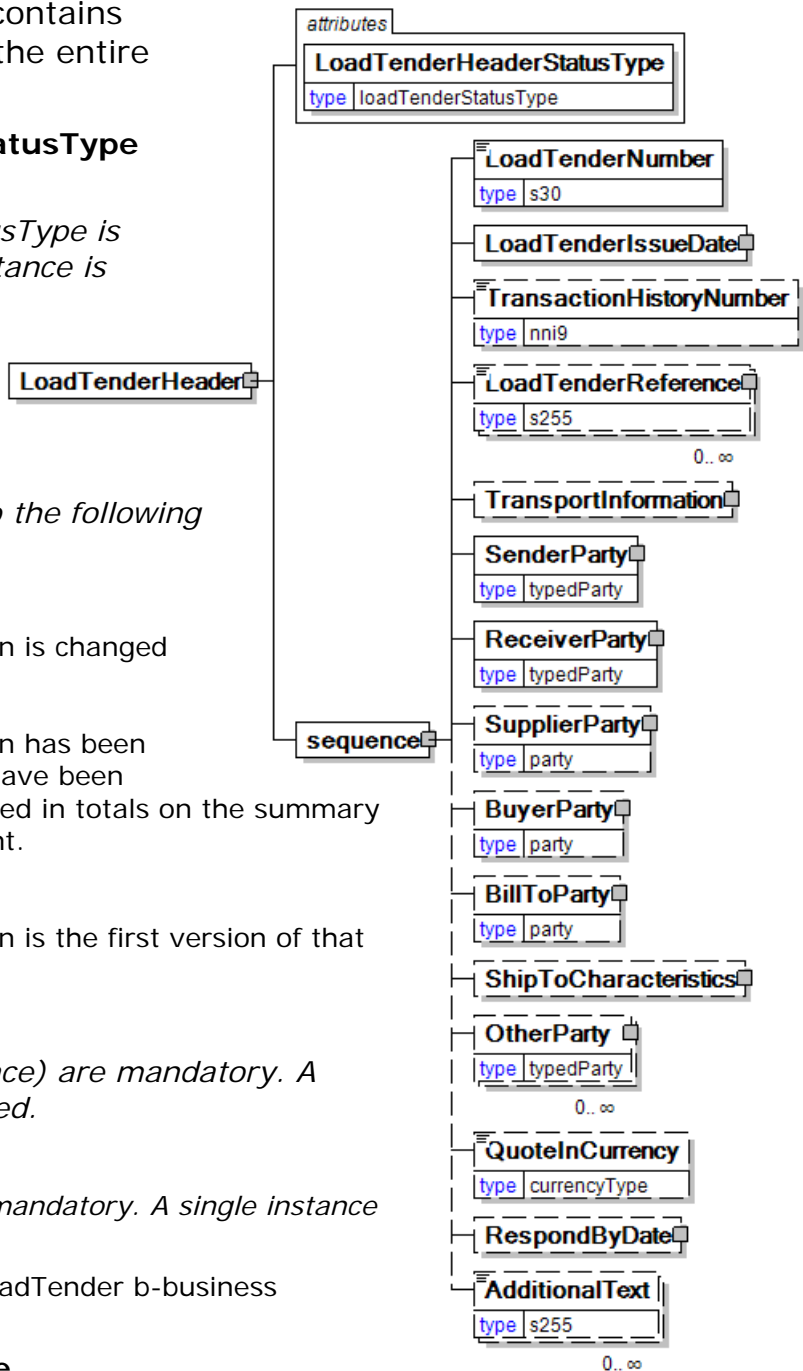 contains
the entire
atusType
sType is
tance is
o the following
n is changed
n has been
ave been
ed in totals on the summary
nt.
n is the first version of that
ce) are mandatory. A
ed.
mandatory. A single instance
adTender b-business
e
LoadTenderHeader
attributes
LoadTenderHeaderStatusType
type loadTenderStatusType
sequence
LoadTenderNumber
type s30
LoadTenderIssueDate
TransactionHistoryNumber
type nni9
LoadTenderReference
type s255
0.. ∞
TransportInformation
SenderParty
type typedParty
ReceiverParty
type typedParty
SupplierParty
type party
BuyerParty
type party
BillToParty
type party
ShipToCharacteristics
OtherParty
type typedParty
0.. ∞
QuoteInCurrency
type currencyType
RespondByDate
AdditionalText
type s255
0.. ∞